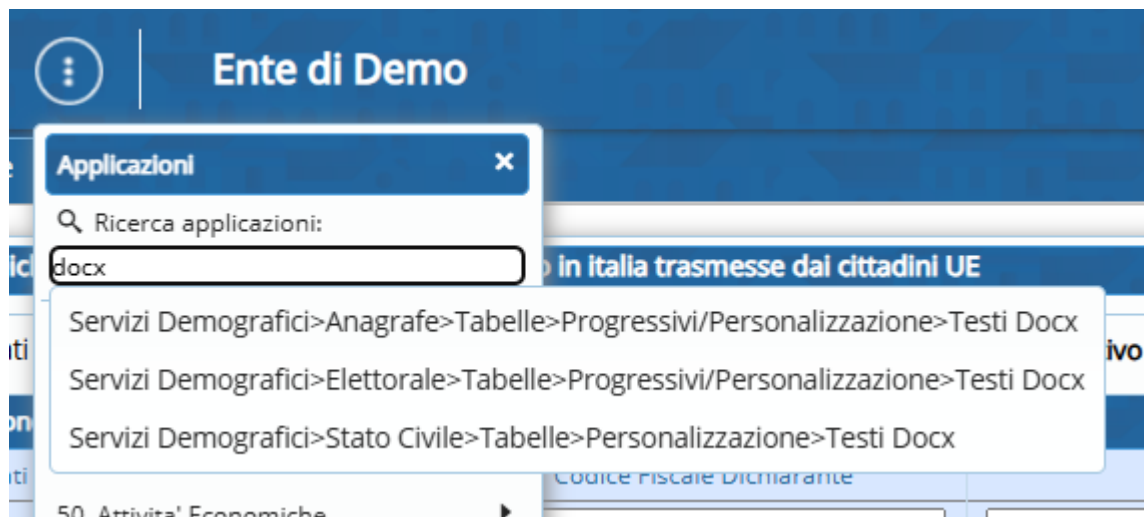 Ente di Demo
Applicazioni
Ricerca applicazioni:
docx
in italia trasmesse dai cittadini UE
Servizi Demografici>Anagrafe>Tabelle>Progressivi/Personalizzazione>Testi Docx
Servizi Demografici>Elettorale>Tabelle>Progressivi/Personalizzazione>Testi Docx
Servizi Demografici>Stato Civile>Tabelle>Personalizzazione>Testi Docx
Codice Fiscale Dichiarante
50. Attivita' Economiche